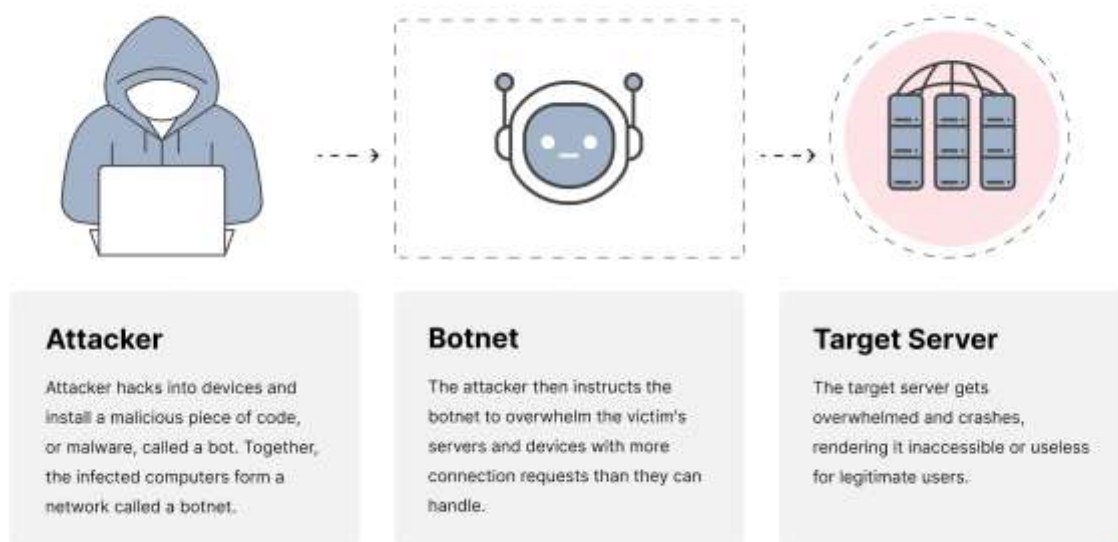 Attacker
Attacker hacks into devices and
install a malicious piece of code,
or malware, called a bot. Together,
the infected computers form a
network called a botnet.
Botnet
The attacker then instructs the
botnet to overwhelm the victim's
servers and devices with more
connection requests than they can
handle.
Target Server
The target server gets
overwhelmed and crashes,
rendering it inaccessible or useless
for legitimate users.